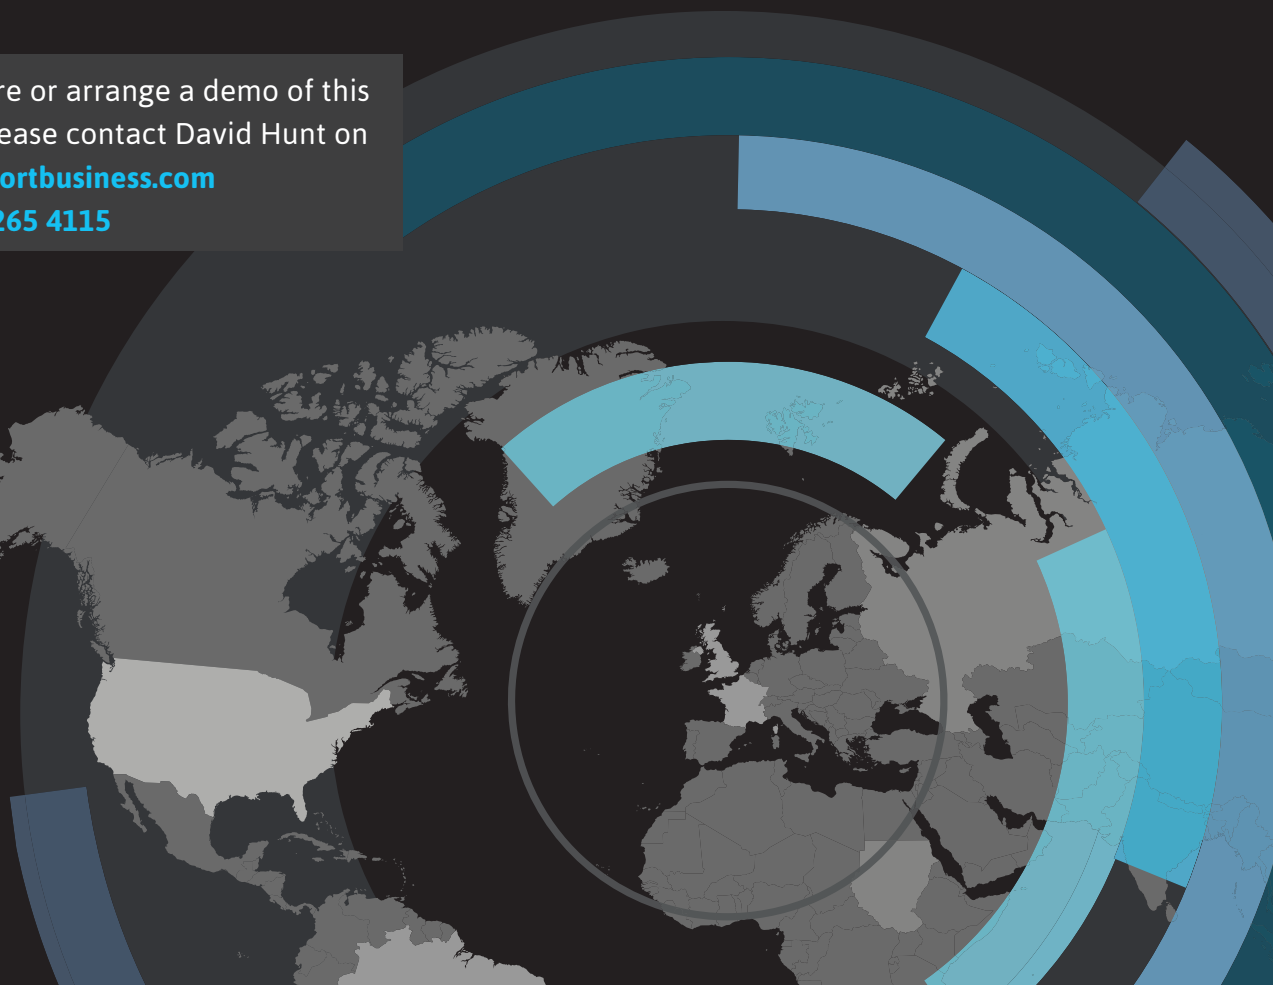 re or arrange a demo of this
ease contact David Hunt on
ortbusiness.com
265 4115